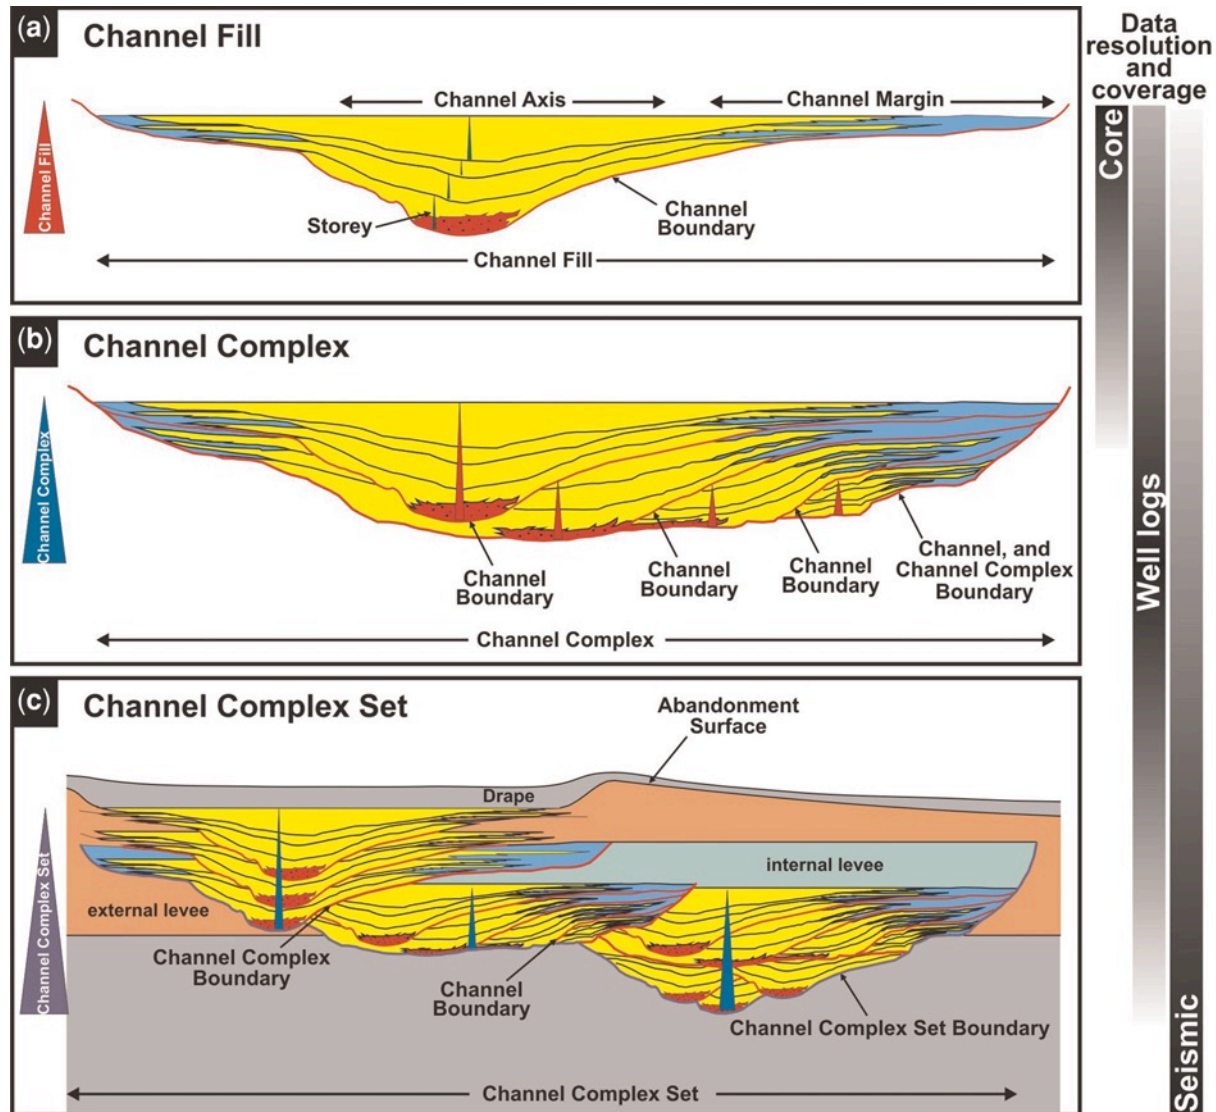 (a)
Channel Fill
Data
resolution
and
coverage
Channel Axis
Channel Margin
Channel Fill
Storey
Channel
Boundary
Channel Fill
Core
(b)
Channel Complex
Channel Complex
Channel
Boundary
Channel
Boundary
Channel
Boundary
Channel, and
Channel Complex
Boundary
Channel Complex
Well logs
(c)
Channel Complex Set
Abandonment
Surface
Drape
Channel Complex Set
internal levee
external levee
Channel Complex
Boundary
Channel
Boundary
Channel Complex Set Boundary
Channel Complex Set
Seismic